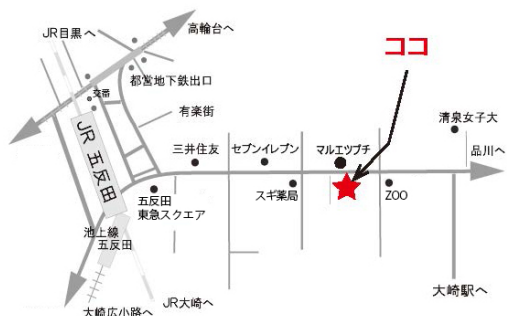 JR目黒へ
高輪台へ
ココ
都営地下鉄出口
交番
有楽街
清泉女子大
三井住友
セブンイレブン
マルエツプチ
品川へ
JR 五反田
五反田
東急スクエア
スギ薬局
ZOO
池上線
五反田
大崎駅へ
JR大崎へ
大崎広小路へ